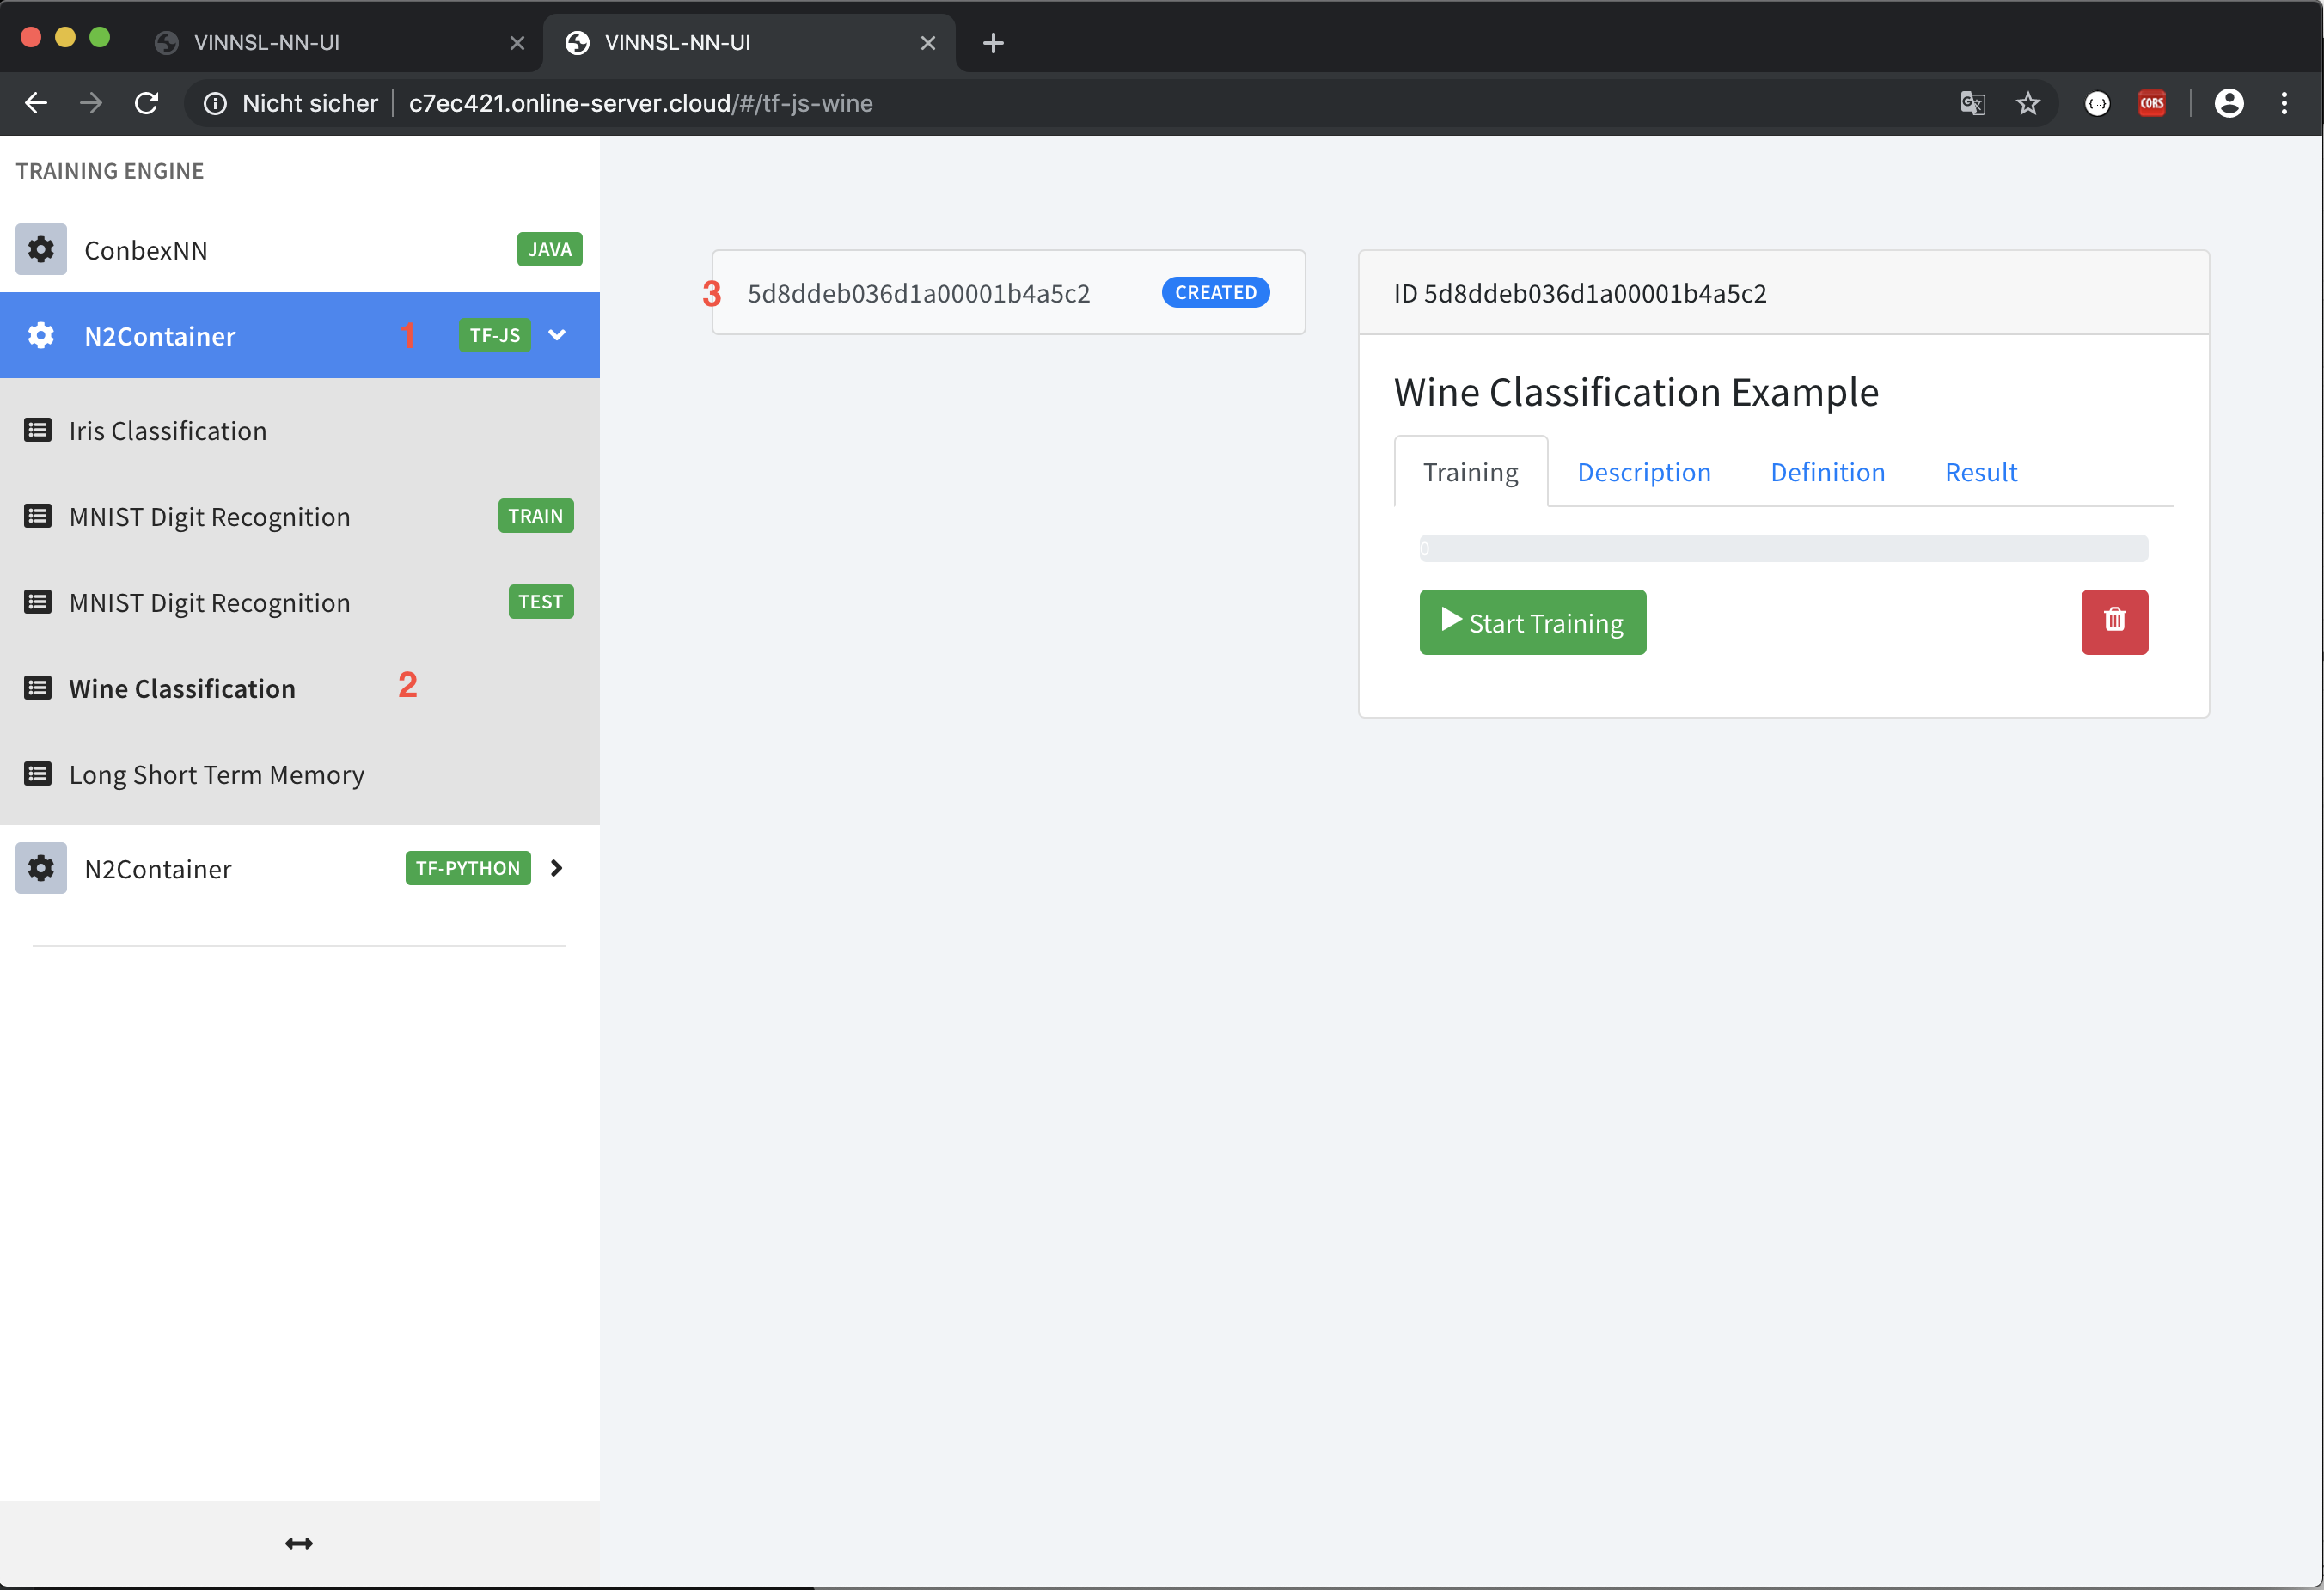 VINNSL-NN-UI
VINNSL-NN-UI
Nicht sicher c7ec421.online-server.cloud/#/tf-js-wine
CORS
TRAINING ENGINE
ConbexNN JAVA
N2Container 1 TF-JS
Iris Classification
MNIST Digit Recognition TRAIN
MNIST Digit Recognition TEST
Wine Classification 2
Long Short Term Memory
N2Container TF-PYTHON
3 5d8ddeb036d1a00001b4a5c2 CREATED
ID 5d8ddeb036d1a00001b4a5c2
Wine Classification Example
Training Description Definition Result
0
Start Training